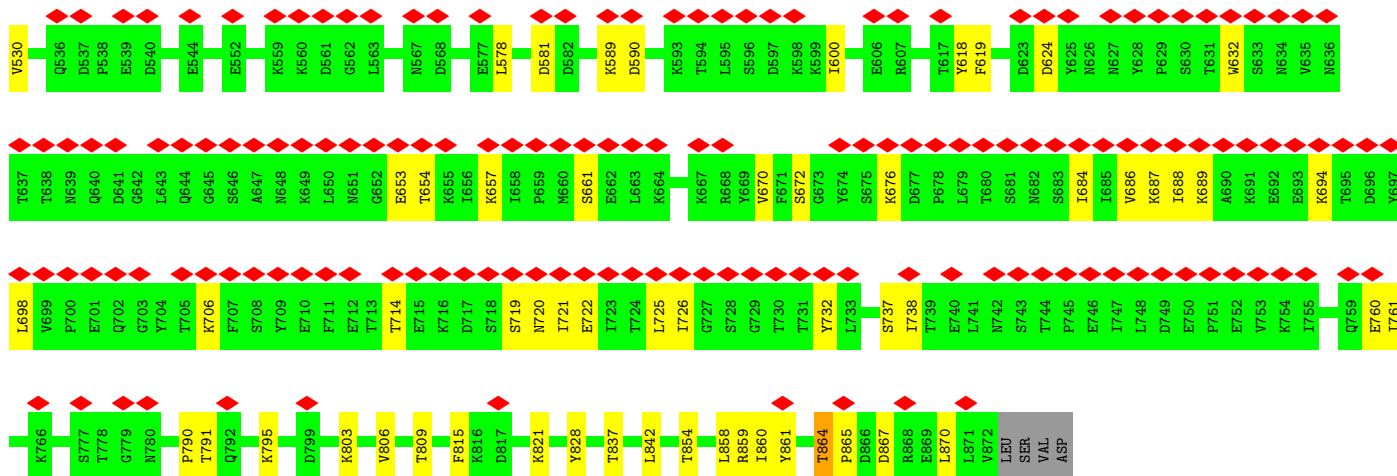 V530 Q536 D537 P538 E539 D540 E544 E552 K559 K560 D561 G562 L563 N567 D568 E577 L578 D581 D582 K589 D590 K593 T594 L595 S596 D597 K598 K599 I600 E606 R607 T617 Y618 F619 D623 D624 Y625 N626 N627 Y628 P629 S630 T631 W632 S633 N634 V635 N636
T637 T638 N639 Q640 D641 G642 L643 Q644 G645 S646 A647 N648 K649 L650 N651 G652 E653 T654 K655 I656 K657 I658 P659 M660 S661 E662 L663 K664 K667 R668 Y669 V670 F671 S672 G673 Y674 S675 K676 D677 P678 L679 T680 S681 N682 S683 I684 I685 V686 K687 I688 K689 A690 K691 E692 E693 K694 T695 D696 Y697
L698 V699 P700 E701 Q702 G703 Y704 T705 K706 F707 S708 Y709 E710 F711 E712 T713 T714 E715 K716 D717 S718 S719 N720 I721 E722 I723 T724 L725 I726 G727 S728 G729 T730 T731 Y732 L733 S737 I738 T739 E740 L741 N742 S743 T744 P745 E746 I747 L748 D749 E750 P751 E752 V753 K754 I755 Q759 E760 I761
K766 S777 T778 G779 N780 P790 T791 Q792 K795 D799 K803 V806 T809 F815 K816 D817 K821 Y828 T837 L842 T854 L858 R859 I860 Y861 T864 P865 D866 D867 R868 E869 L870 L871 V872 LEU SER VAL ASP